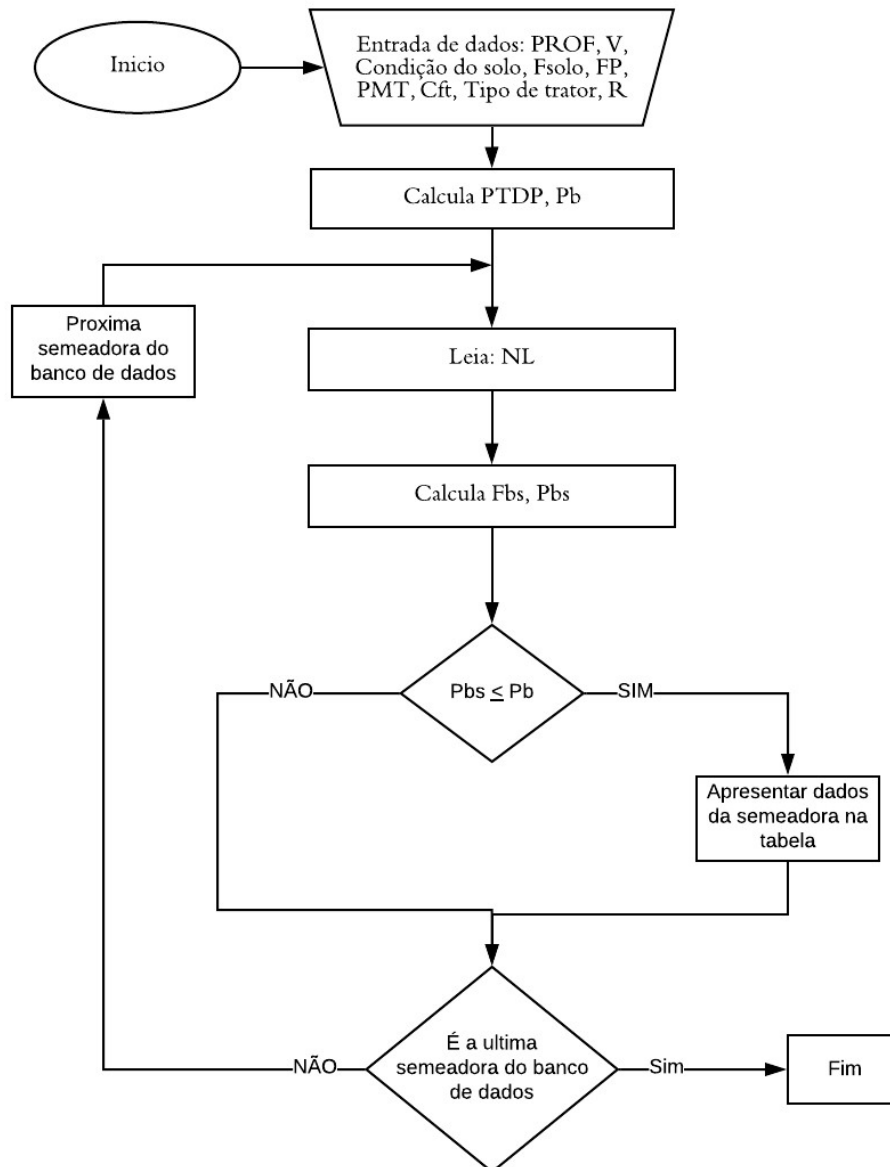 Inicio
Entrada de dados: PROF, V,
Condição do solo, Fsolo, FP,
PMT, Cft, Tipo de trator, R
Calcula PTDP, Pb
Proxima
semeadora do
banco de dados
Leia: NL
Calcula Fbs, Pbs
NÃO
Pbs ≤ Pb
SIM
Apresentar dados
da semeadora na
tabela
É a ultima
semeadora do banco
de dados
NÃO
Sim
Fim